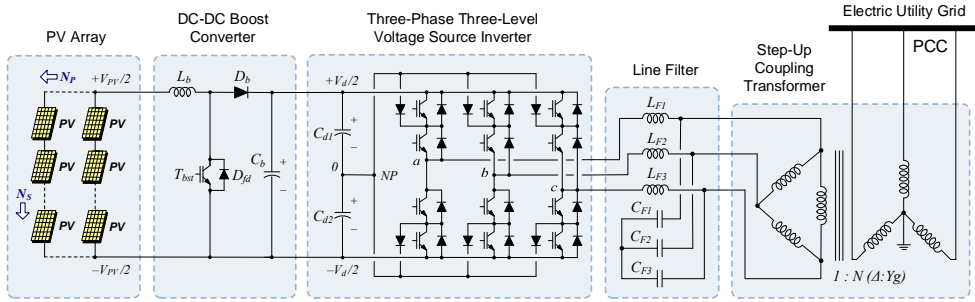 Electric Utility Grid
DC-DC Boost
Converter
Three-Phase Three-Level
Voltage Source Inverter
PV Array
Line Filter
Step-Up
Coupling
Transformer
PCC
N_P
+V_PV/2
L_b
D_b
+V_d/2
L_F1
L_F2
L_F3
PV
PV
PV
PV
PV
PV
N_S
T_bst
D_fd
C_b
+
−
C_d1
+
−
0
NP
C_d2
+
−
a
b
c
C_F1
C_F2
C_F3
−V_PV/2
−V_d/2
1 : N (Δ:Yg)